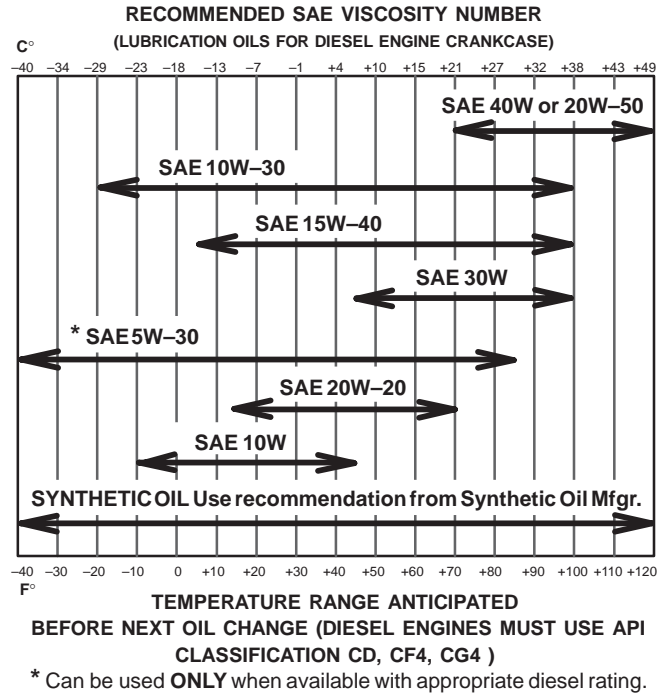 RECOMMENDED SAE VISCOSITY NUMBER
(LUBRICATION OILS FOR DIESEL ENGINE CRANKCASE)
C°
–40 –34 –29 –23 –18 –13 –7 –1 +4 +10 +15 +21 +27 +32 +38 +43 +49
SAE 40W or 20W–50
SAE 10W–30
SAE 15W–40
SAE 30W
* SAE 5W–30
SAE 20W–20
SAE 10W
SYNTHETIC OIL Use recommendation from Synthetic Oil Mfgr.
–40 –30 –20 –10 0 +10 +20 +30 +40 +50 +60 +70 +80 +90 +100 +110 +120
F°
TEMPERATURE RANGE ANTICIPATED
BEFORE NEXT OIL CHANGE (DIESEL ENGINES MUST USE API
CLASSIFICATION CD, CF4, CG4 )
* Can be used ONLY when available with appropriate diesel rating.